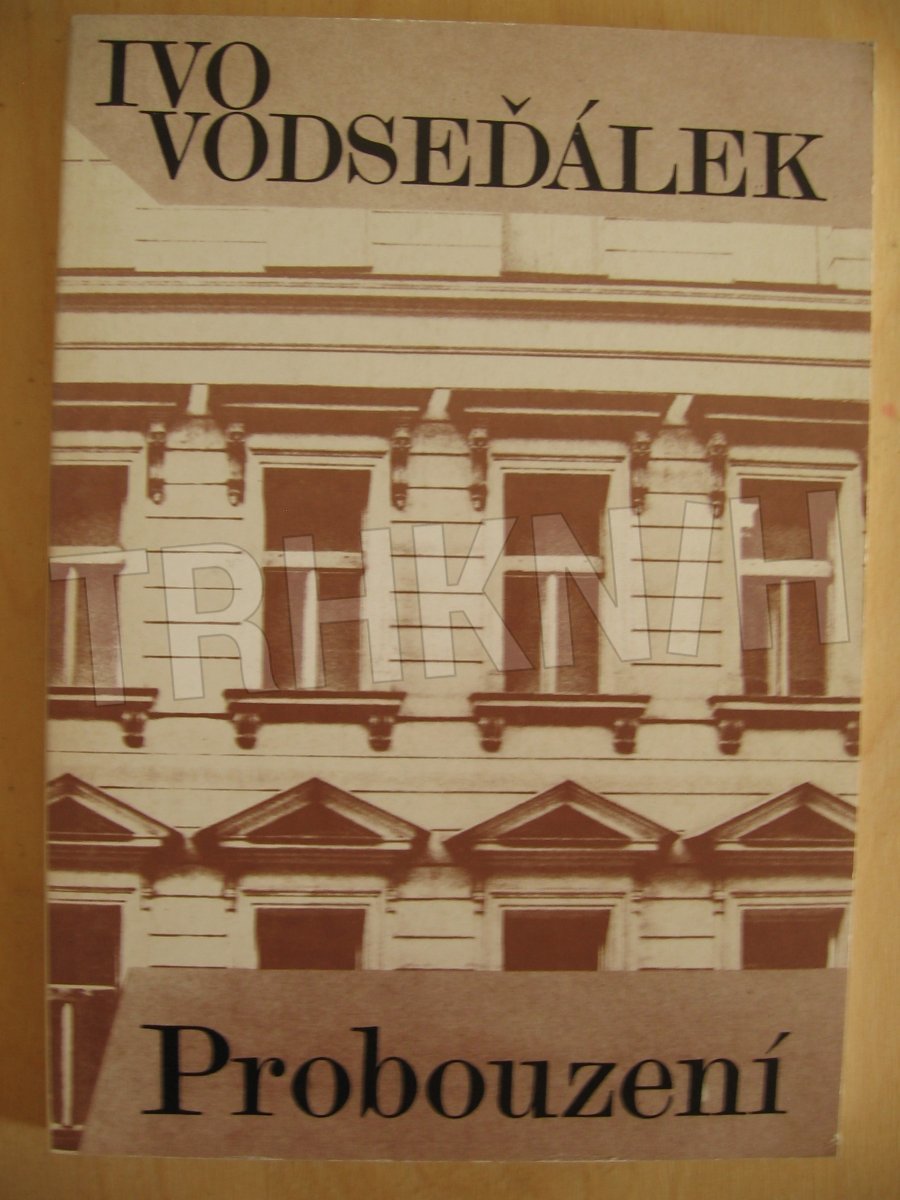 IVO
VODSEĎÁLEK
TRHKNIH
Probouzení